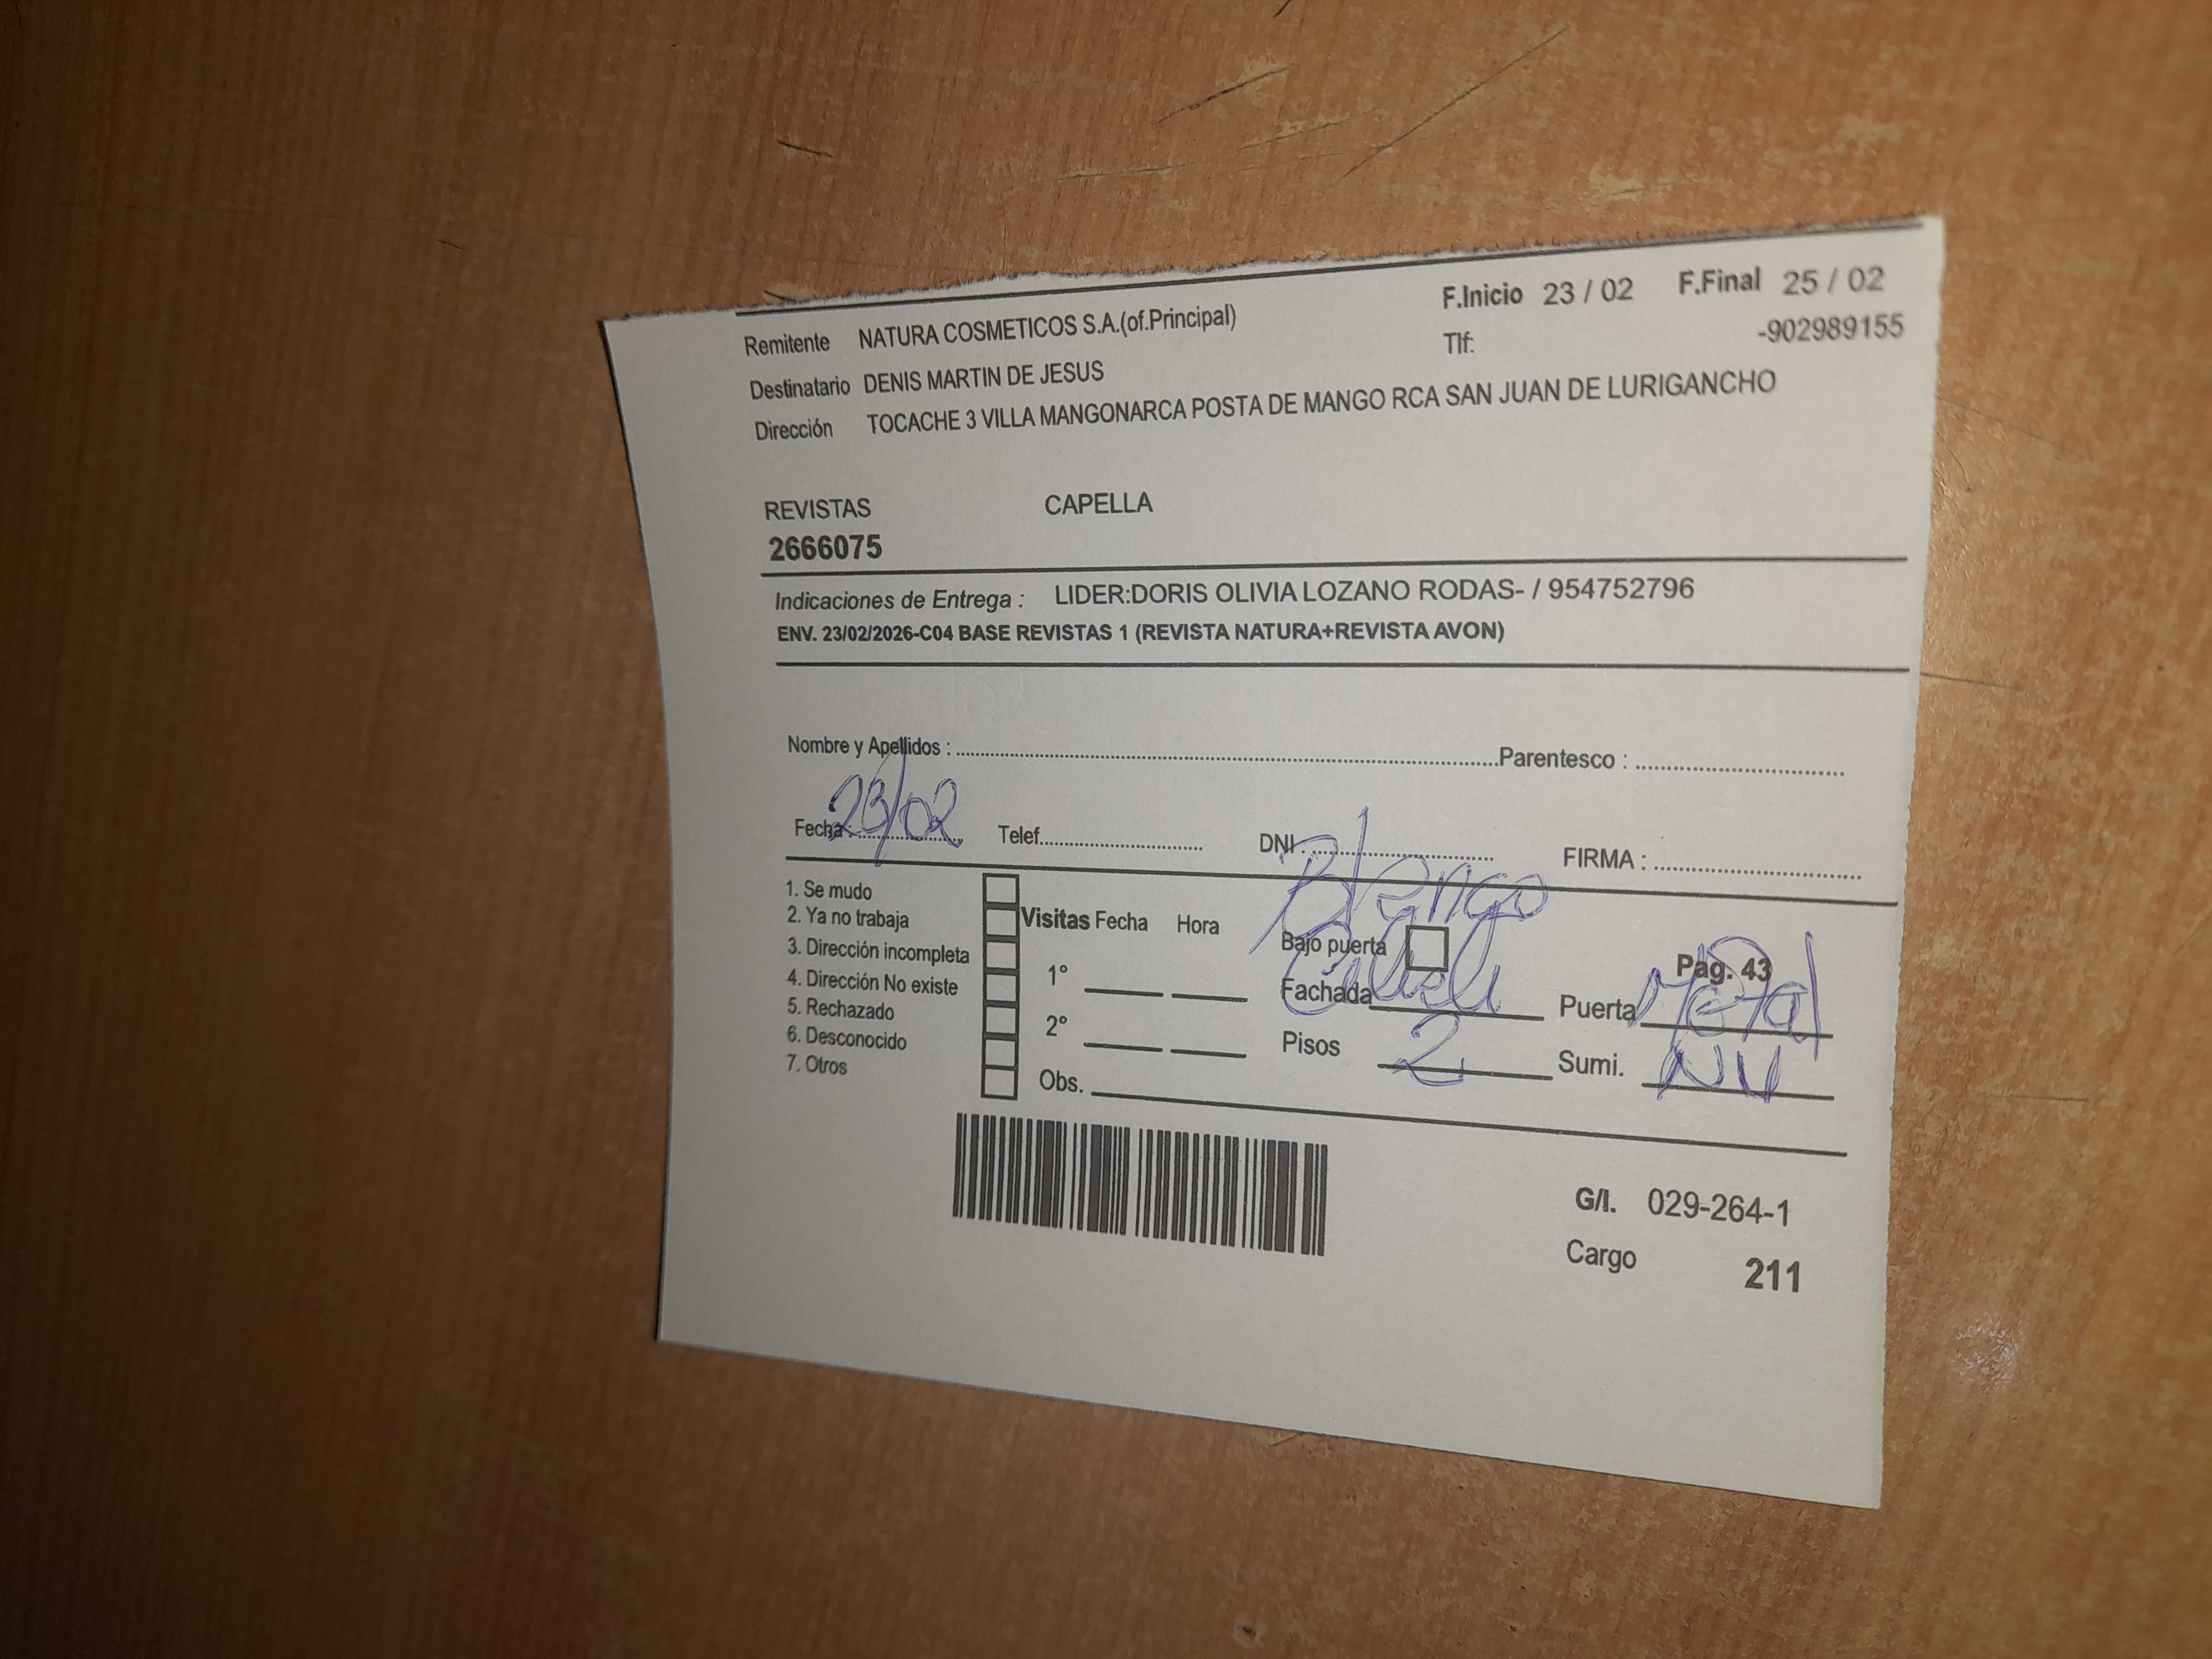 F.Inicio 23 / 02 F.Final 25 / 02
Remitente NATURA COSMETICOS S.A.(of.Principal) Tlf: -902989155
Destinatario DENIS MARTIN DE JESUS
Dirección TOCACHE 3 VILLA MANGONARCA POSTA DE MANGO RCA SAN JUAN DE LURIGANCHO
REVISTAS CAPELLA
2666075
Indicaciones de Entrega : LIDER:DORIS OLIVIA LOZANO RODAS- / 954752796
ENV. 23/02/2026-C04 BASE REVISTAS 1 (REVISTA NATURA+REVISTA AVON)
Nombre y Apellidos : Parentesco :
Fecha : 23/02 Telef. DNI : FIRMA :
1. Se mudo
2. Ya no trabaja
3. Dirección incompleta
4. Dirección No existe
5. Rechazado
6. Desconocido
7. Otros
Visitas Fecha Hora
1°
2°
Obs.
Bajo puerta Pag. 43
Fachada Puerta Metal
Pisos 2 Sumi. NV
G/I. 029-264-1
Cargo 211